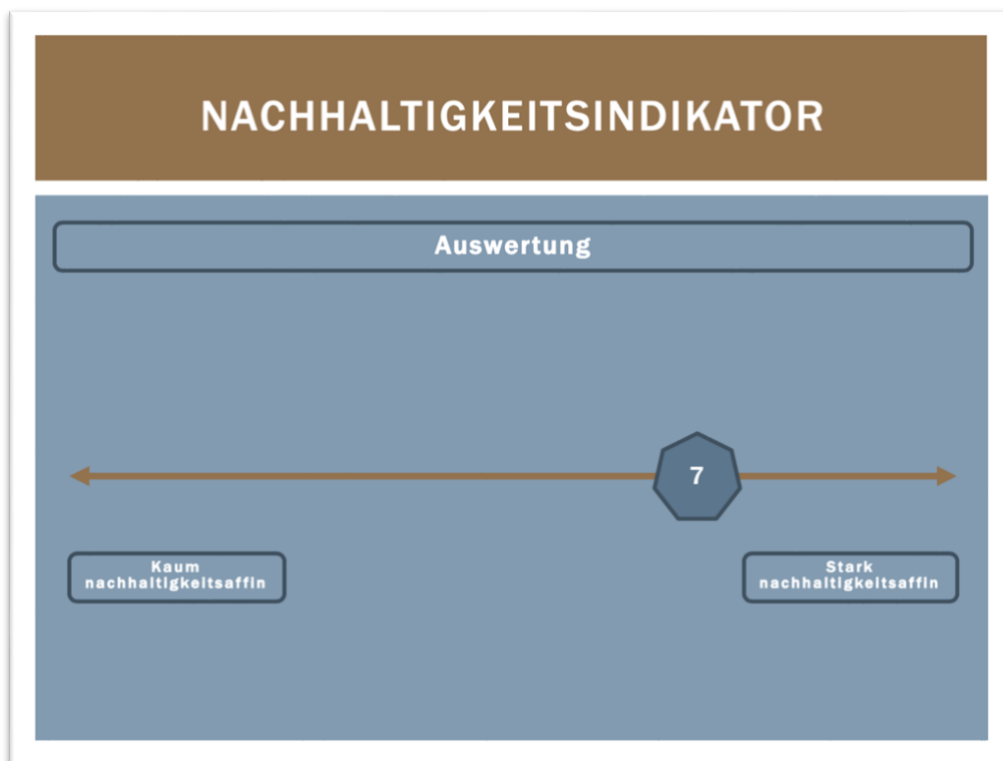 NACHHALTIGKEITSINDIKATOR
Auswertung
7
Kaum
nachhaltigkeitsaffin
Stark
nachhaltigkeitsaffin